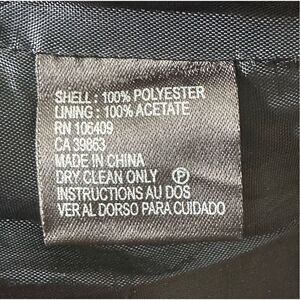 SHELL : 100% POLYESTER
LINING : 100% ACETATE
RN 106409
CA 39863
MADE IN CHINA
DRY CLEAN ONLY Ⓟ
INSTRUCTIONS AU DOS
VER AL DORSO PARA CUIDADO